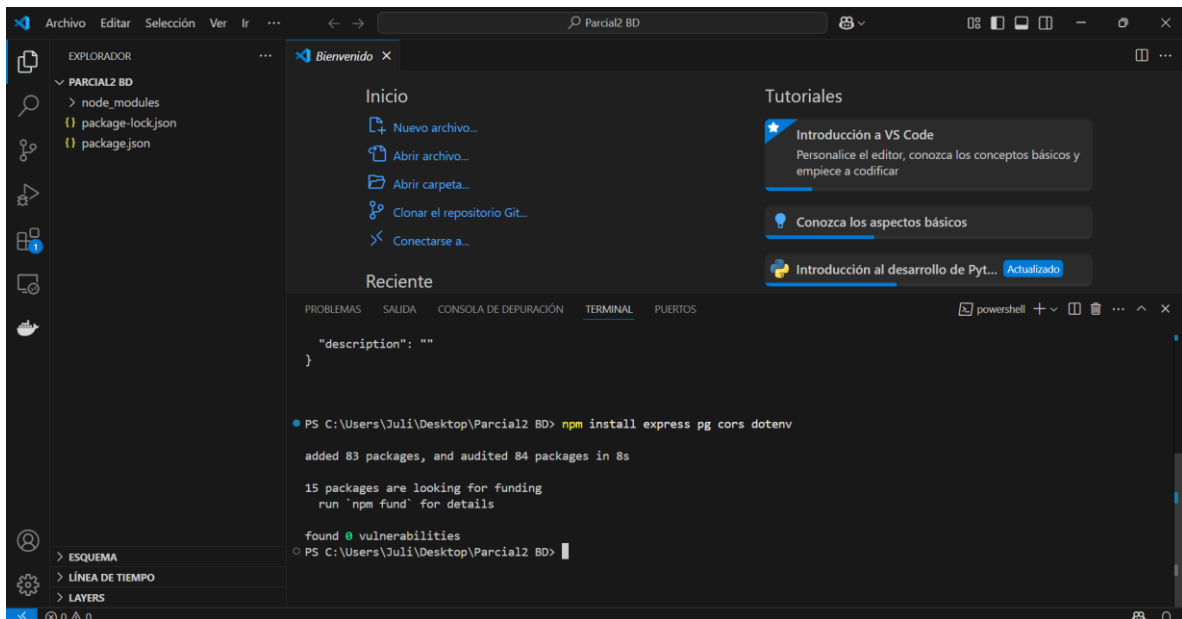 Archivo Editar Selección Ver Ir ···
Parcial2 BD
EXPLORADOR ···
PARCIAL2 BD
> node_modules
{} package-lock.json
{} package.json
1
> ESQUEMA
> LÍNEA DE TIEMPO
> LAYERS
Bienvenido
Inicio
Nuevo archivo...
Abrir archivo...
Abrir carpeta...
Clonar el repositorio Git...
Conectarse a...
Reciente
Tutoriales
Introducción a VS Code
Personalice el editor, conozca los conceptos básicos y
empiece a codificar
Conozca los aspectos básicos
Introducción al desarrollo de Pyt... Actualizado
PROBLEMAS SALIDA CONSOLA DE DEPURACIÓN TERMINAL PUERTOS
powershell
"description": ""
}
PS C:\Users\Juli\Desktop\Parcial2 BD> npm install express pg cors dotenv
added 83 packages, and audited 84 packages in 8s
15 packages are looking for funding
run `npm fund` for details
found 0 vulnerabilities
PS C:\Users\Juli\Desktop\Parcial2 BD>
0 0